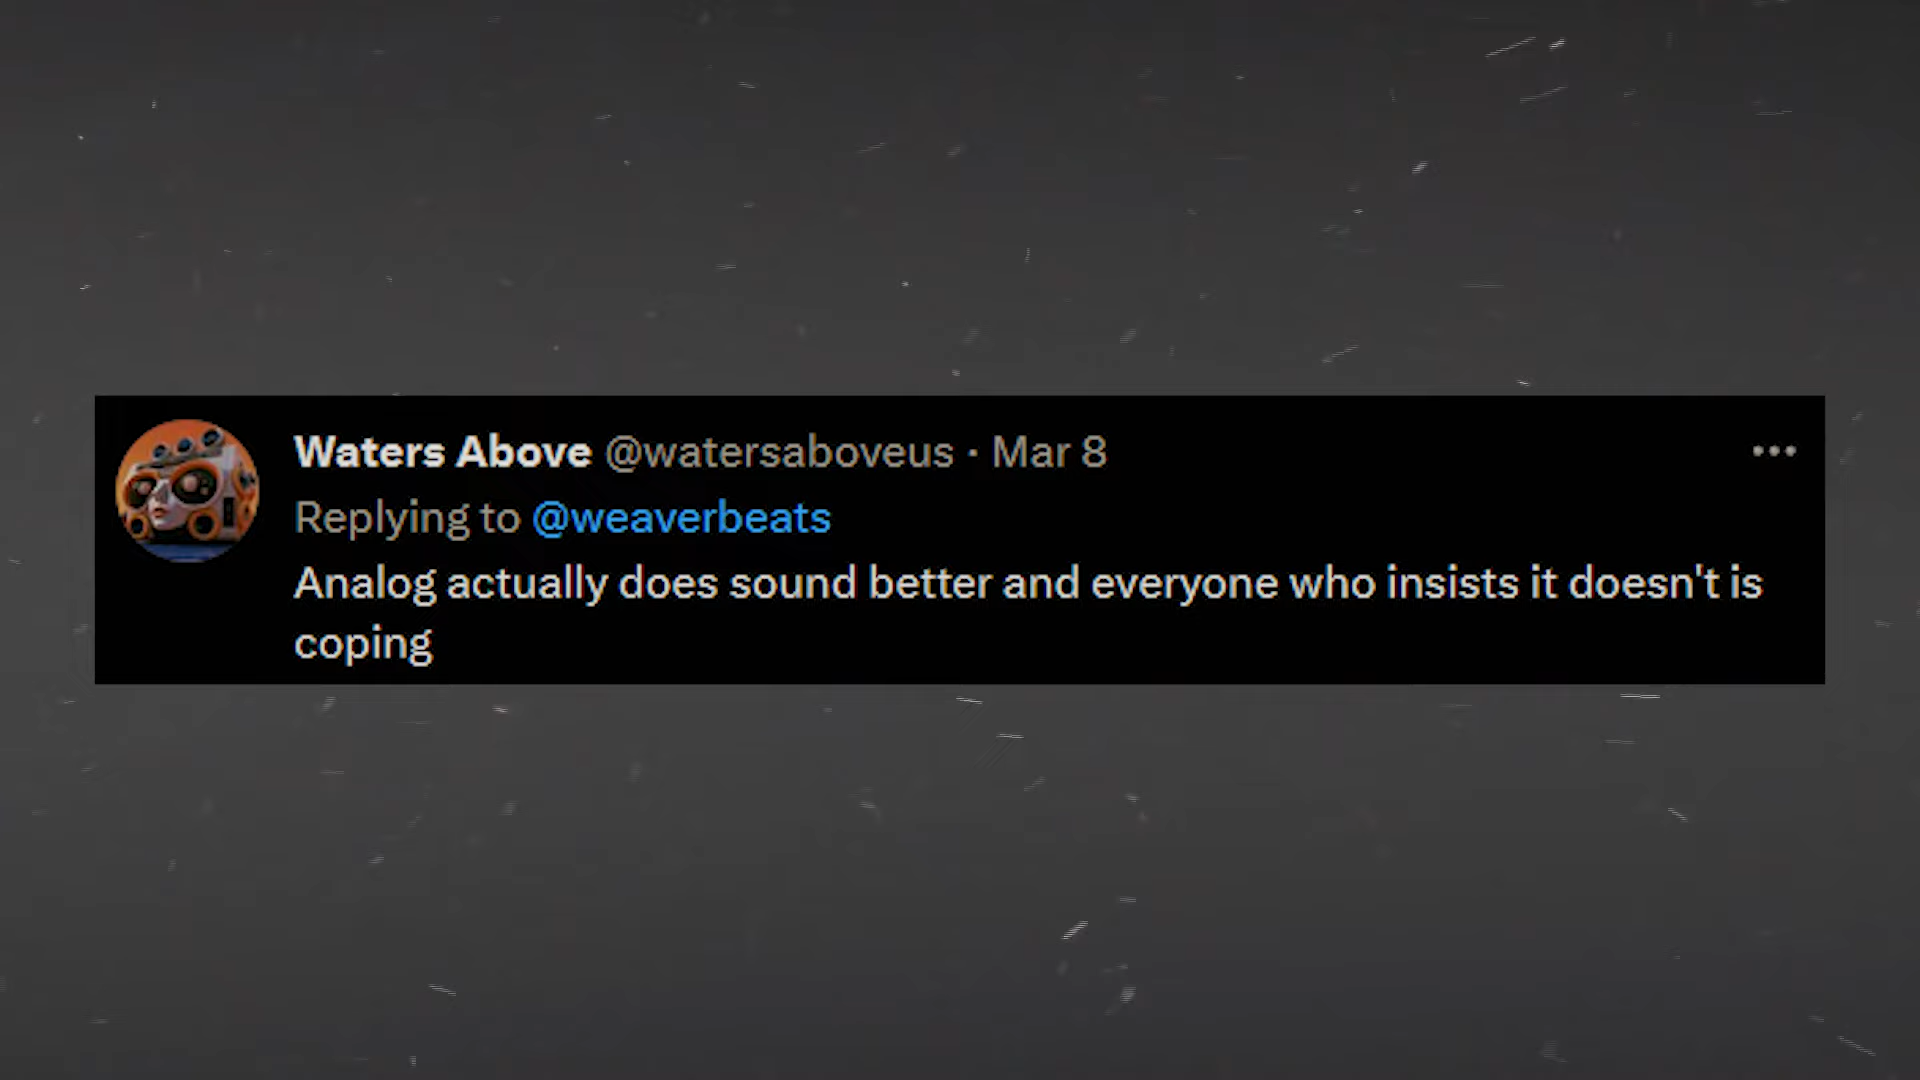 Waters Above @watersaboveus · Mar 8
Replying to @weaverbeats
Analog actually does sound better and everyone who insists it doesn't is
coping